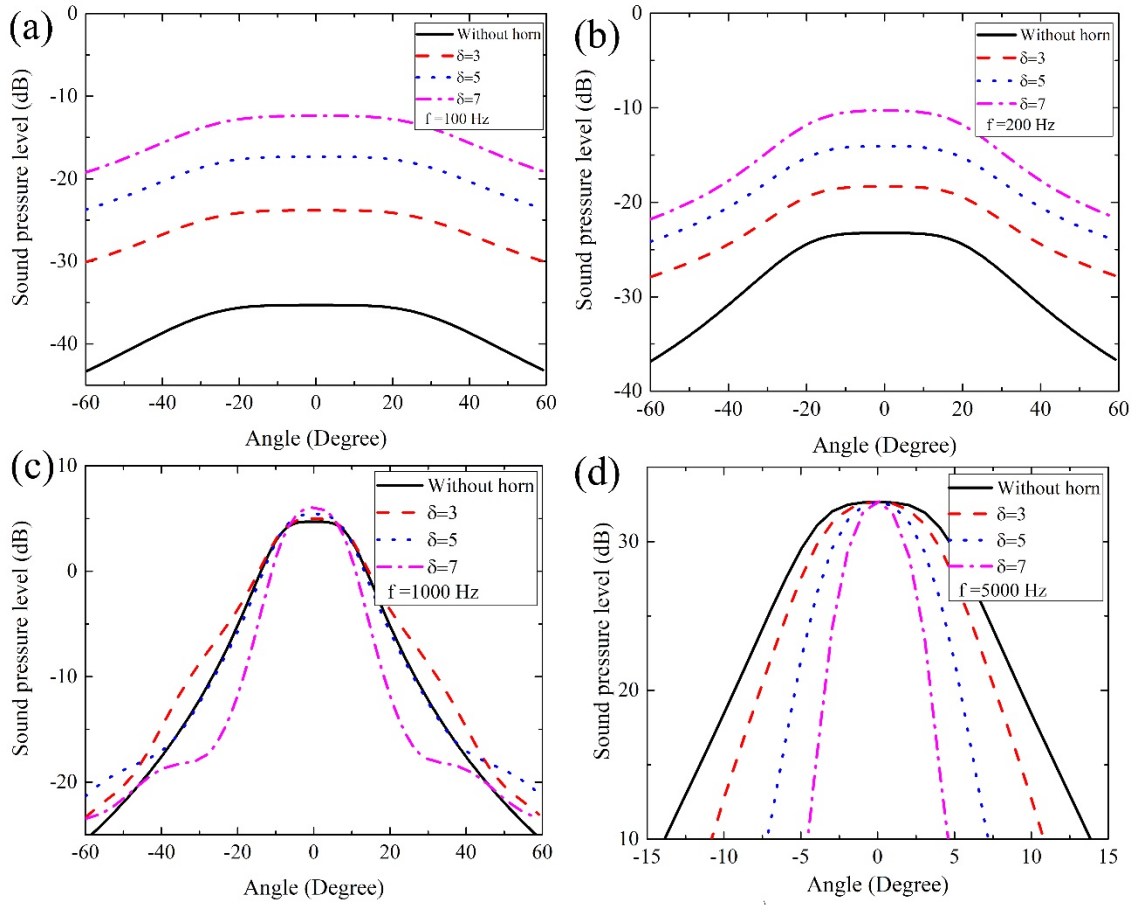 (a)
Sound pressure level (dB)
0
-10
-20
-30
-40
Without horn
δ=3
δ=5
δ=7
f =100 Hz
-60 -40 -20 0 20 40 60
Angle (Degree)
(b)
Sound pressure level (dB)
0
-10
-20
-30
-40
Without horn
δ=3
δ=5
δ=7
f =200 Hz
-60 -40 -20 0 20 40 60
Angle (Degree)
(c)
Sound pressure level (dB)
10
0
-10
-20
Without horn
δ=3
δ=5
δ=7
f =1000 Hz
-60 -40 -20 0 20 40 60
Angle (Degree)
(d)
Sound pressure level (dB)
30
20
10
Without horn
δ=3
δ=5
δ=7
f =5000 Hz
-15 -10 -5 0 5 10 15
Angle (Degree)